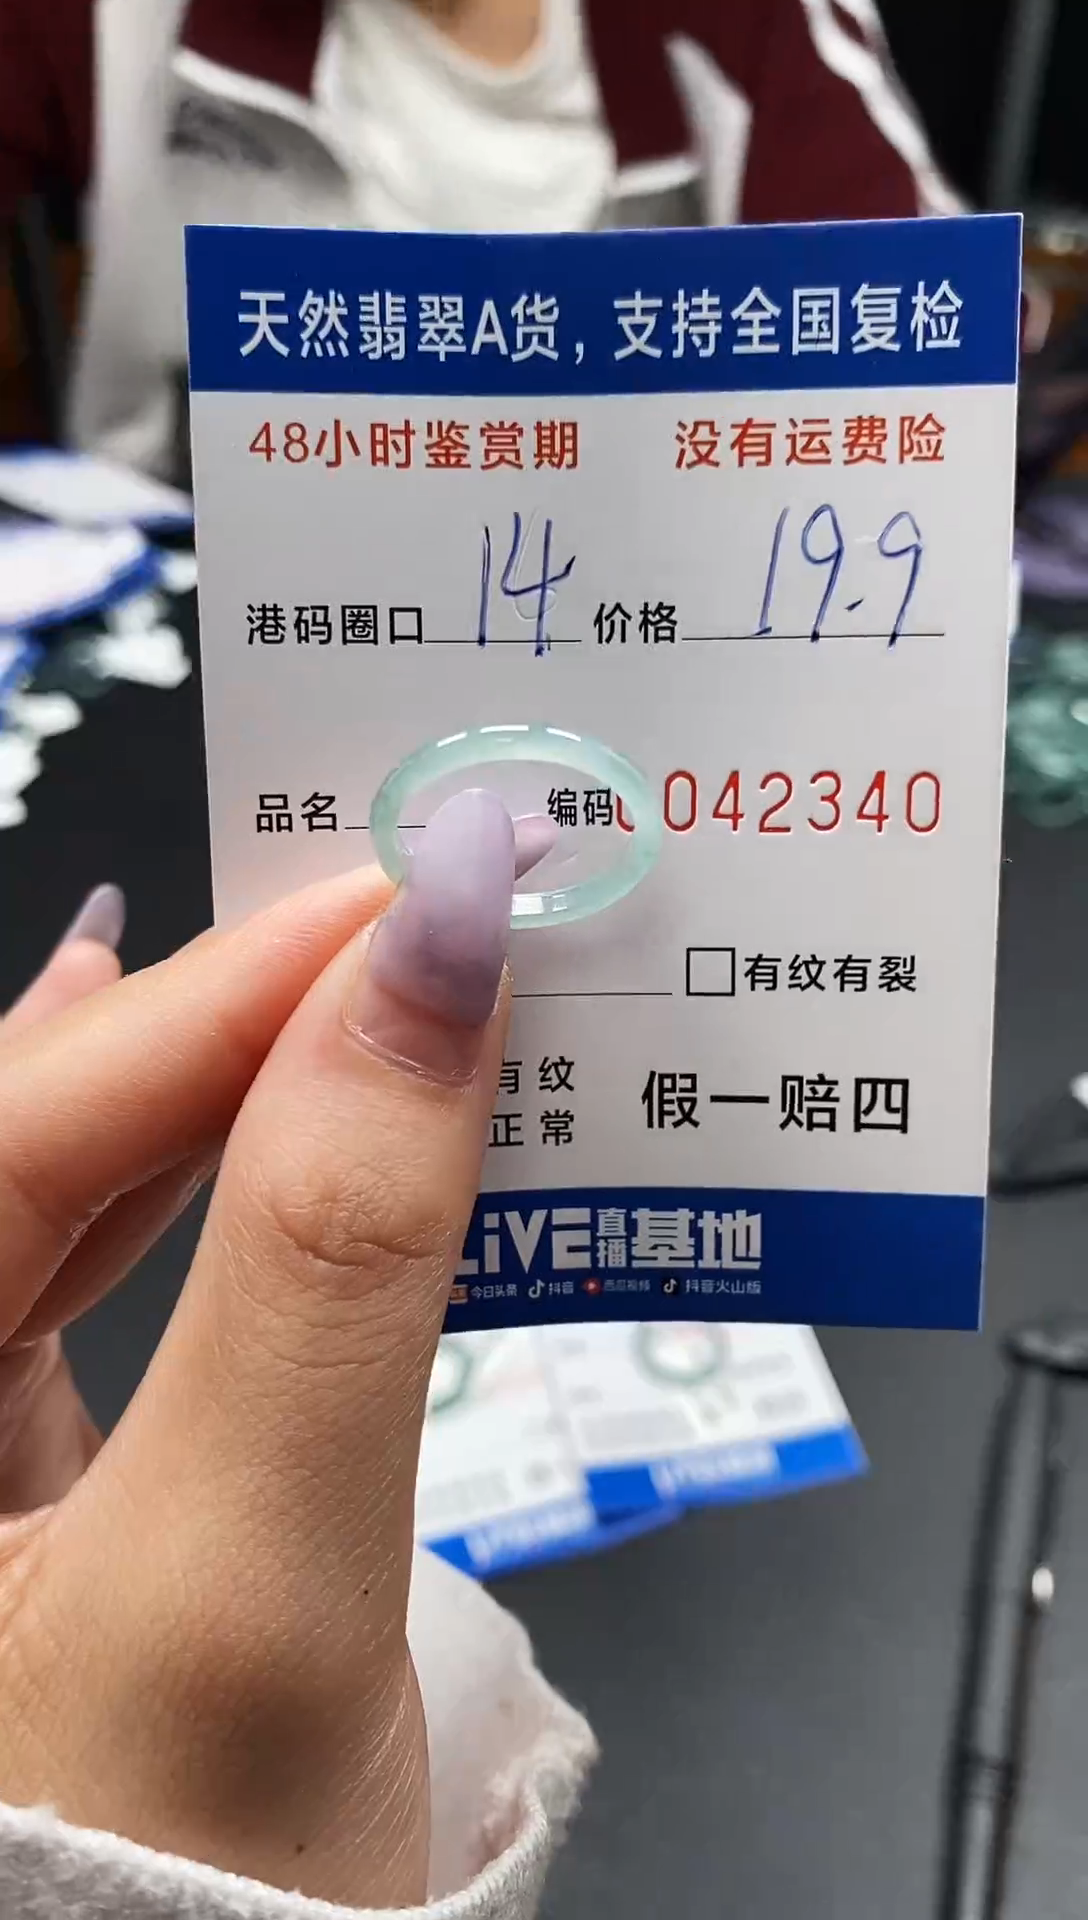 天然翡翠A货，支持全国复检
48小时鉴赏期 没有运费险
港码圈口 14 价格 19.9
品名 编码 0042340
□有纹有裂
有纹
正常
假一赔四
LiVE直播基地
今日头条 抖音 西瓜视频 抖音火山版